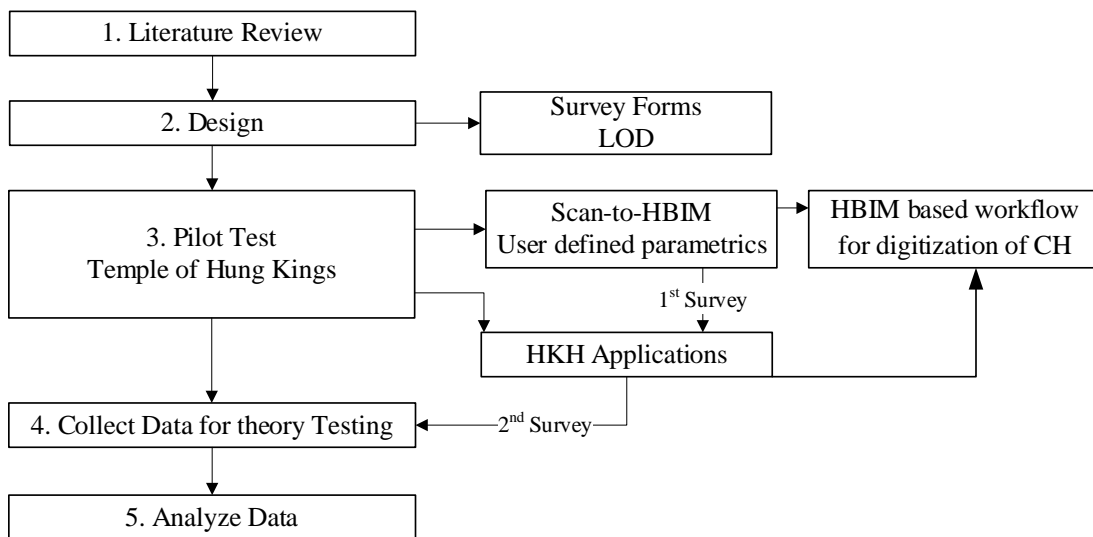 1. Literature Review
2. Design
Survey Forms
LOD
3. Pilot Test
Temple of Hung Kings
Scan-to-HBIM
User defined parametrics
HBIM based workflow
for digitization of CH
1st Survey
HKH Applications
4. Collect Data for theory Testing
2nd Survey
5. Analyze Data